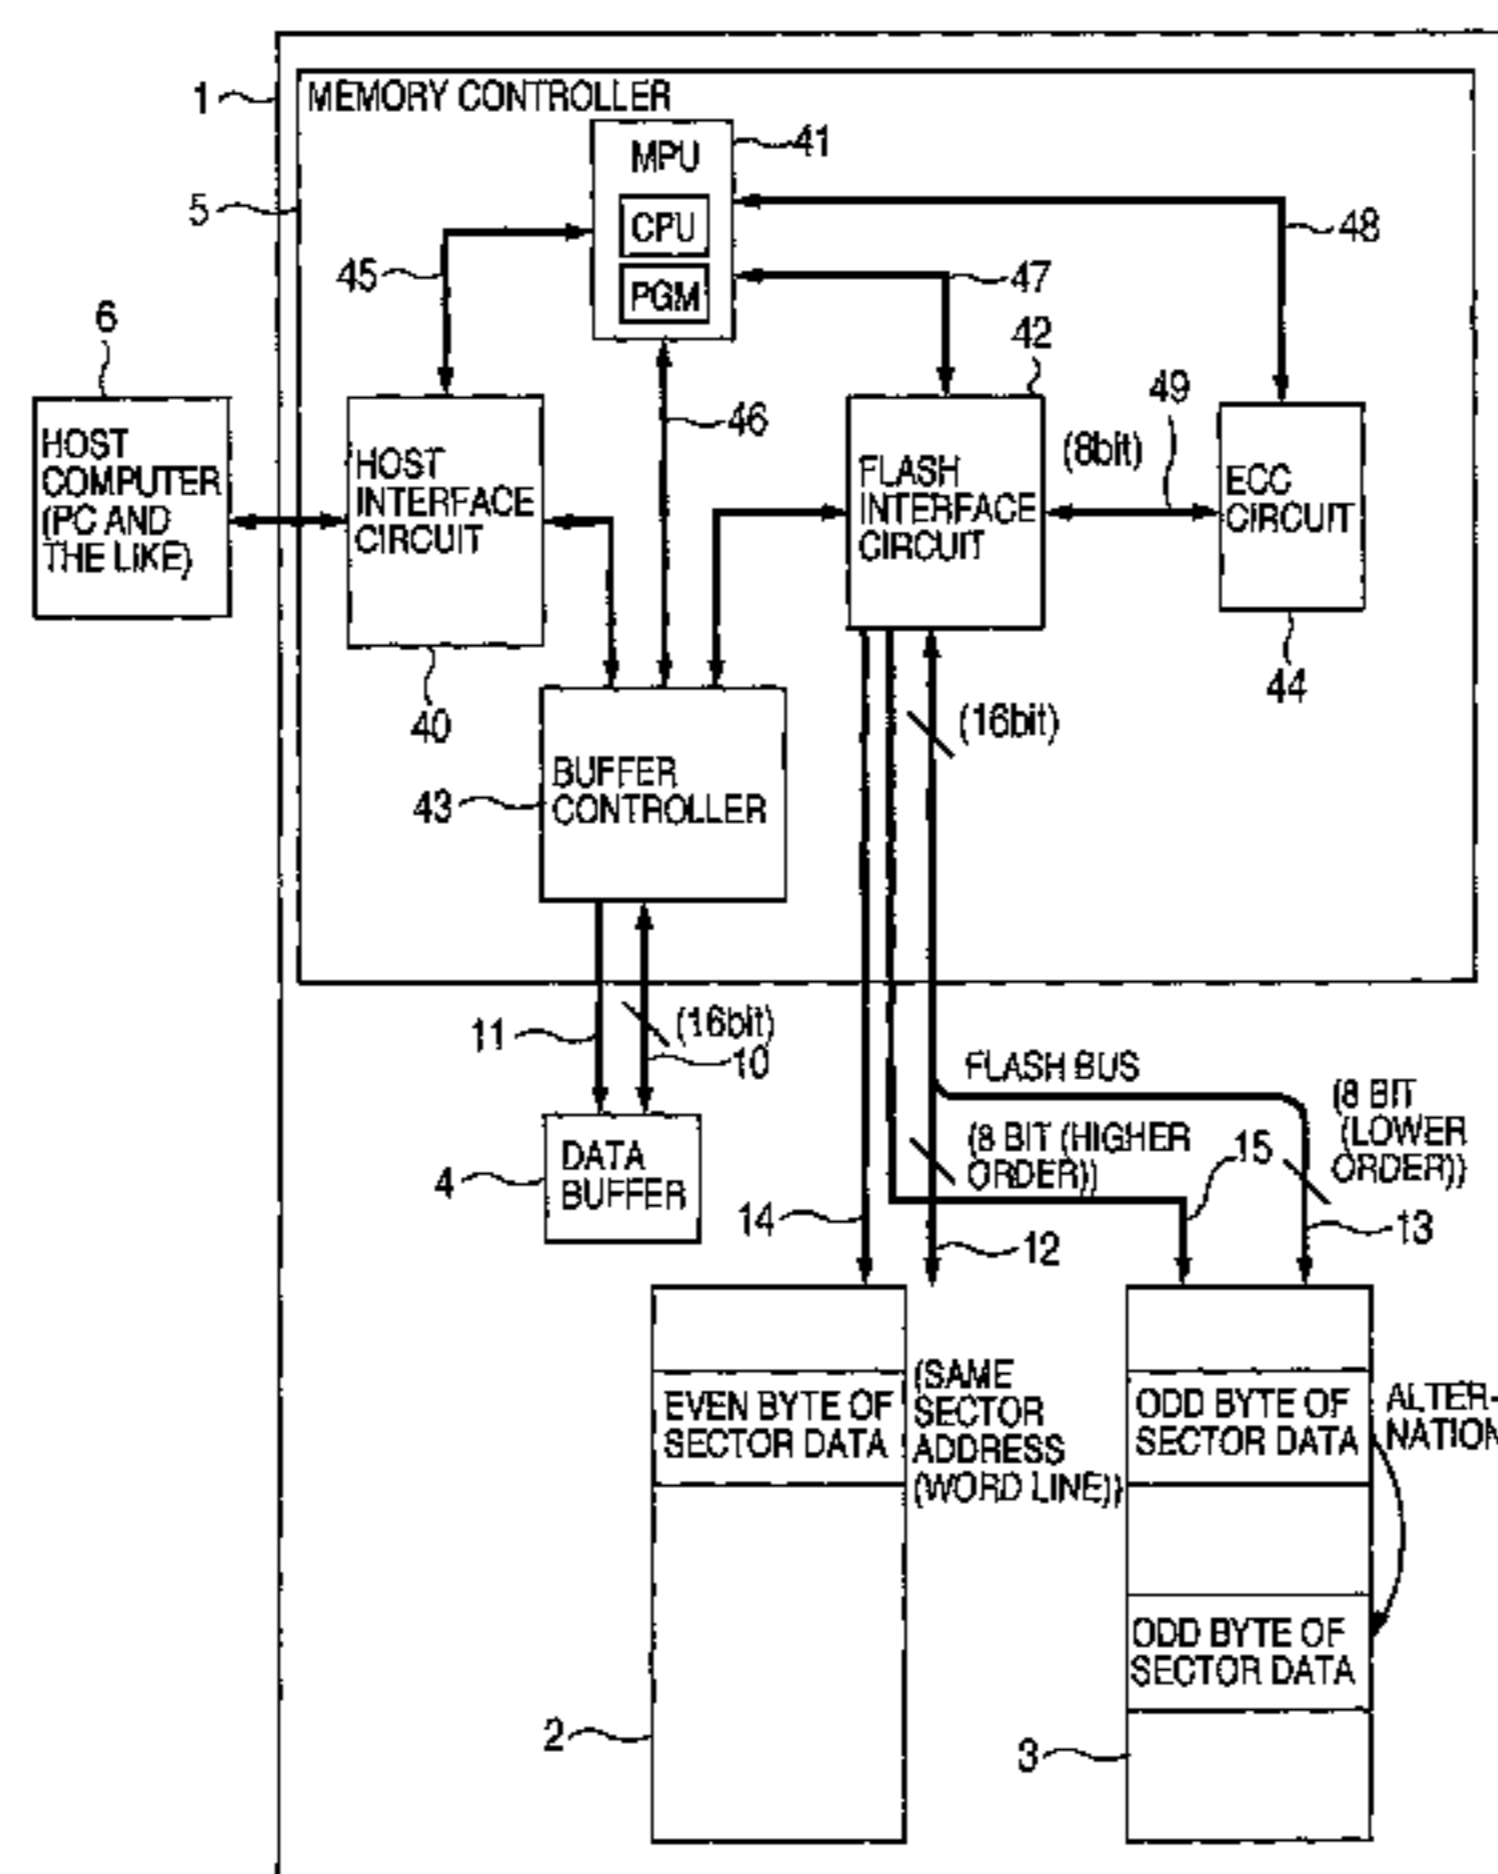 1
MEMORY CONTROLLER
41
MPU
5
CPU
48
45
47
PGM
6
42
49
46
(8bit)
HOST
COMPUTER
(PC AND
THE LIKE)
HOST
INTERFACE
CIRCUIT
FLASH
INTERFACE
CIRCUIT
ECC
CIRCUIT
44
40
(16bit)
BUFFER
CONTROLLER
43
11
(16bit)
10
FLASH BUS
(8 BIT
(LOWER
ORDER))
(8 BIT (HIGHER
ORDER))
15
DATA
BUFFER
4
14
12
13
(SAME
SECTOR
ADDRESS
(WORD LINE))
EVEN BYTE OF
SECTOR DATA
ODD BYTE OF
SECTOR DATA
ALTER-
NATION
ODD BYTE OF
SECTOR DATA
2
3